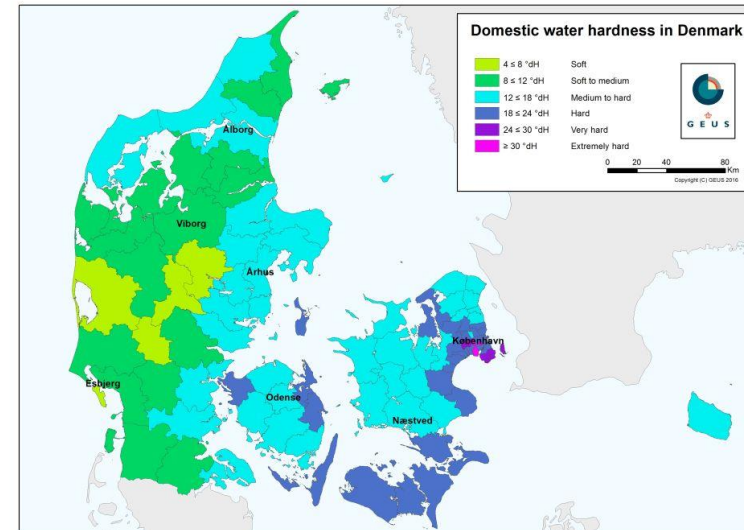 Domestic water hardness in Denmark
4 ≤ 8 °dH Soft
8 ≤ 12 °dH Soft to medium
12 ≤ 18 °dH Medium to hard
18 ≤ 24 °dH Hard
24 ≤ 30 °dH Very hard
≥ 30 °dH Extremely hard
GEUS
0 20 40 80
Km
Copyright (C) GEUS 2016
Ålborg
Viborg
Århus
København
Esbjerg
Odense
Næstved